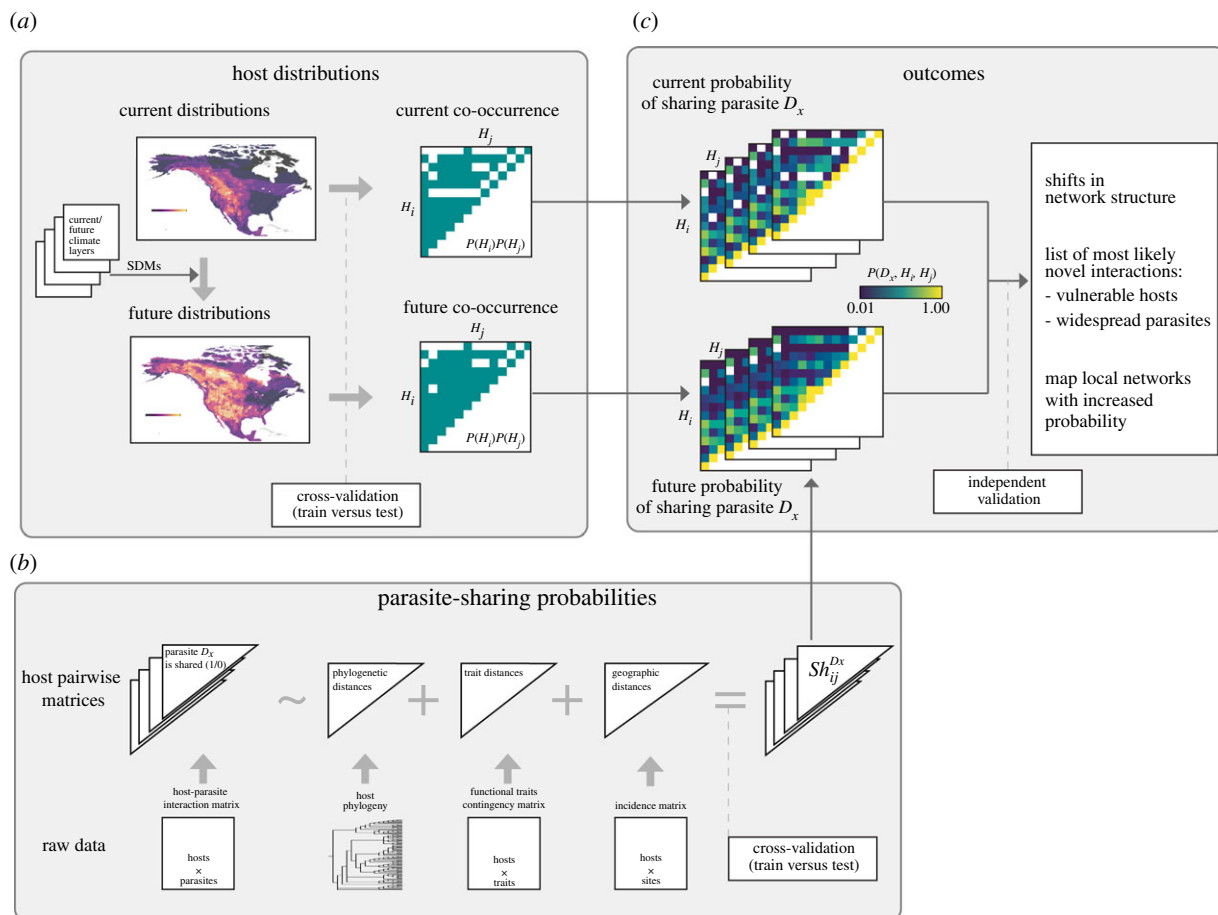 (a)
host distributions
current distributions
current/
future
climate
layers
SDMs
future distributions
current co-occurrence
H_j
H_i
P(H_i)P(H_j)
future co-occurrence
H_j
H_i
P(H_i)P(H_j)
cross-validation
(train versus test)
(c)
outcomes
current probability
of sharing parasite D_x
H_j
H_i
P(D_x, H_i, H_j)
0.01 1.00
H_j
H_i
future probability
of sharing parasite D_x
shifts in
network structure
list of most likely
novel interactions:
- vulnerable hosts
- widespread parasites
map local networks
with increased
probability
independent
validation
(b)
parasite-sharing probabilities
host pairwise
matrices
parasite D_x
is shared (1/0)
~
phylogenetic
distances
+
trait distances
+
geographic
distances
=
Sh_ij^Dx
host-parasite
interaction matrix
host
phylogeny
functional traits
contingency matrix
incidence matrix
raw data
hosts
×
parasites
hosts
×
traits
hosts
×
sites
cross-validation
(train versus test)